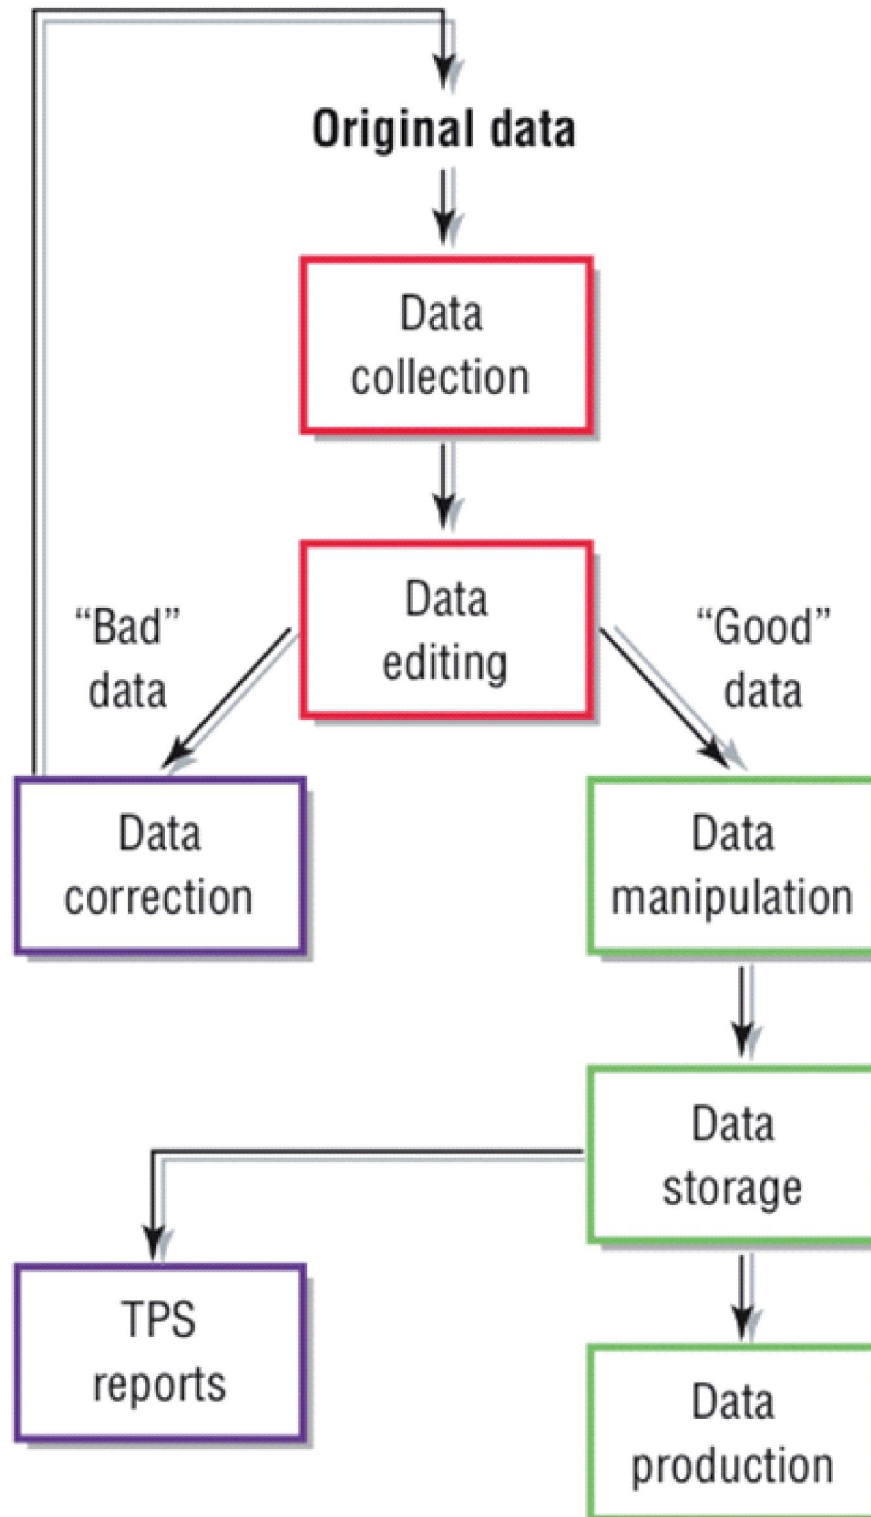 Original data
Data
collection
Data
editing
“Bad”
data
“Good”
data
Data
correction
Data
manipulation
Data
storage
TPS
reports
Data
production